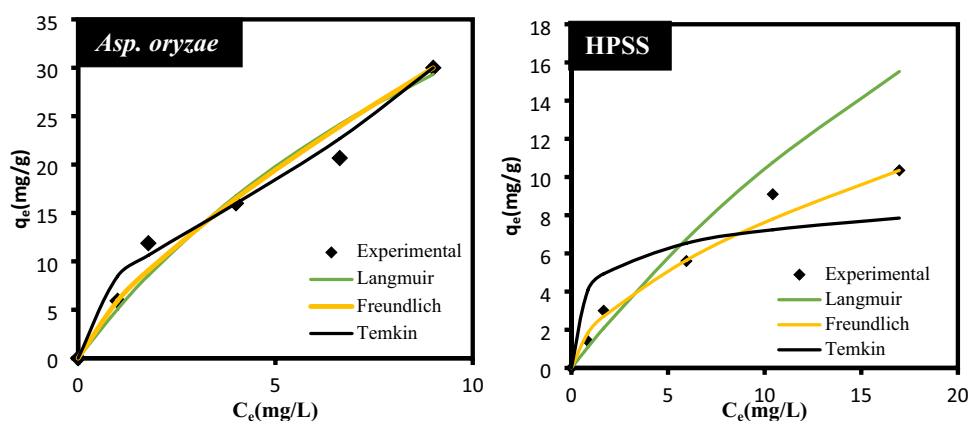 Asp. oryzae
35
30
25
20
15
10
5
0
qe(mg/g)
0
5
10
Ce(mg/L)
Experimental
Langmuir
Freundlich
Temkin
HPSS
18
16
14
12
10
8
6
4
2
0
qe(mg/g)
0
5
10
15
20
Ce(mg/L)
Experimental
Langmuir
Freundlich
Temkin